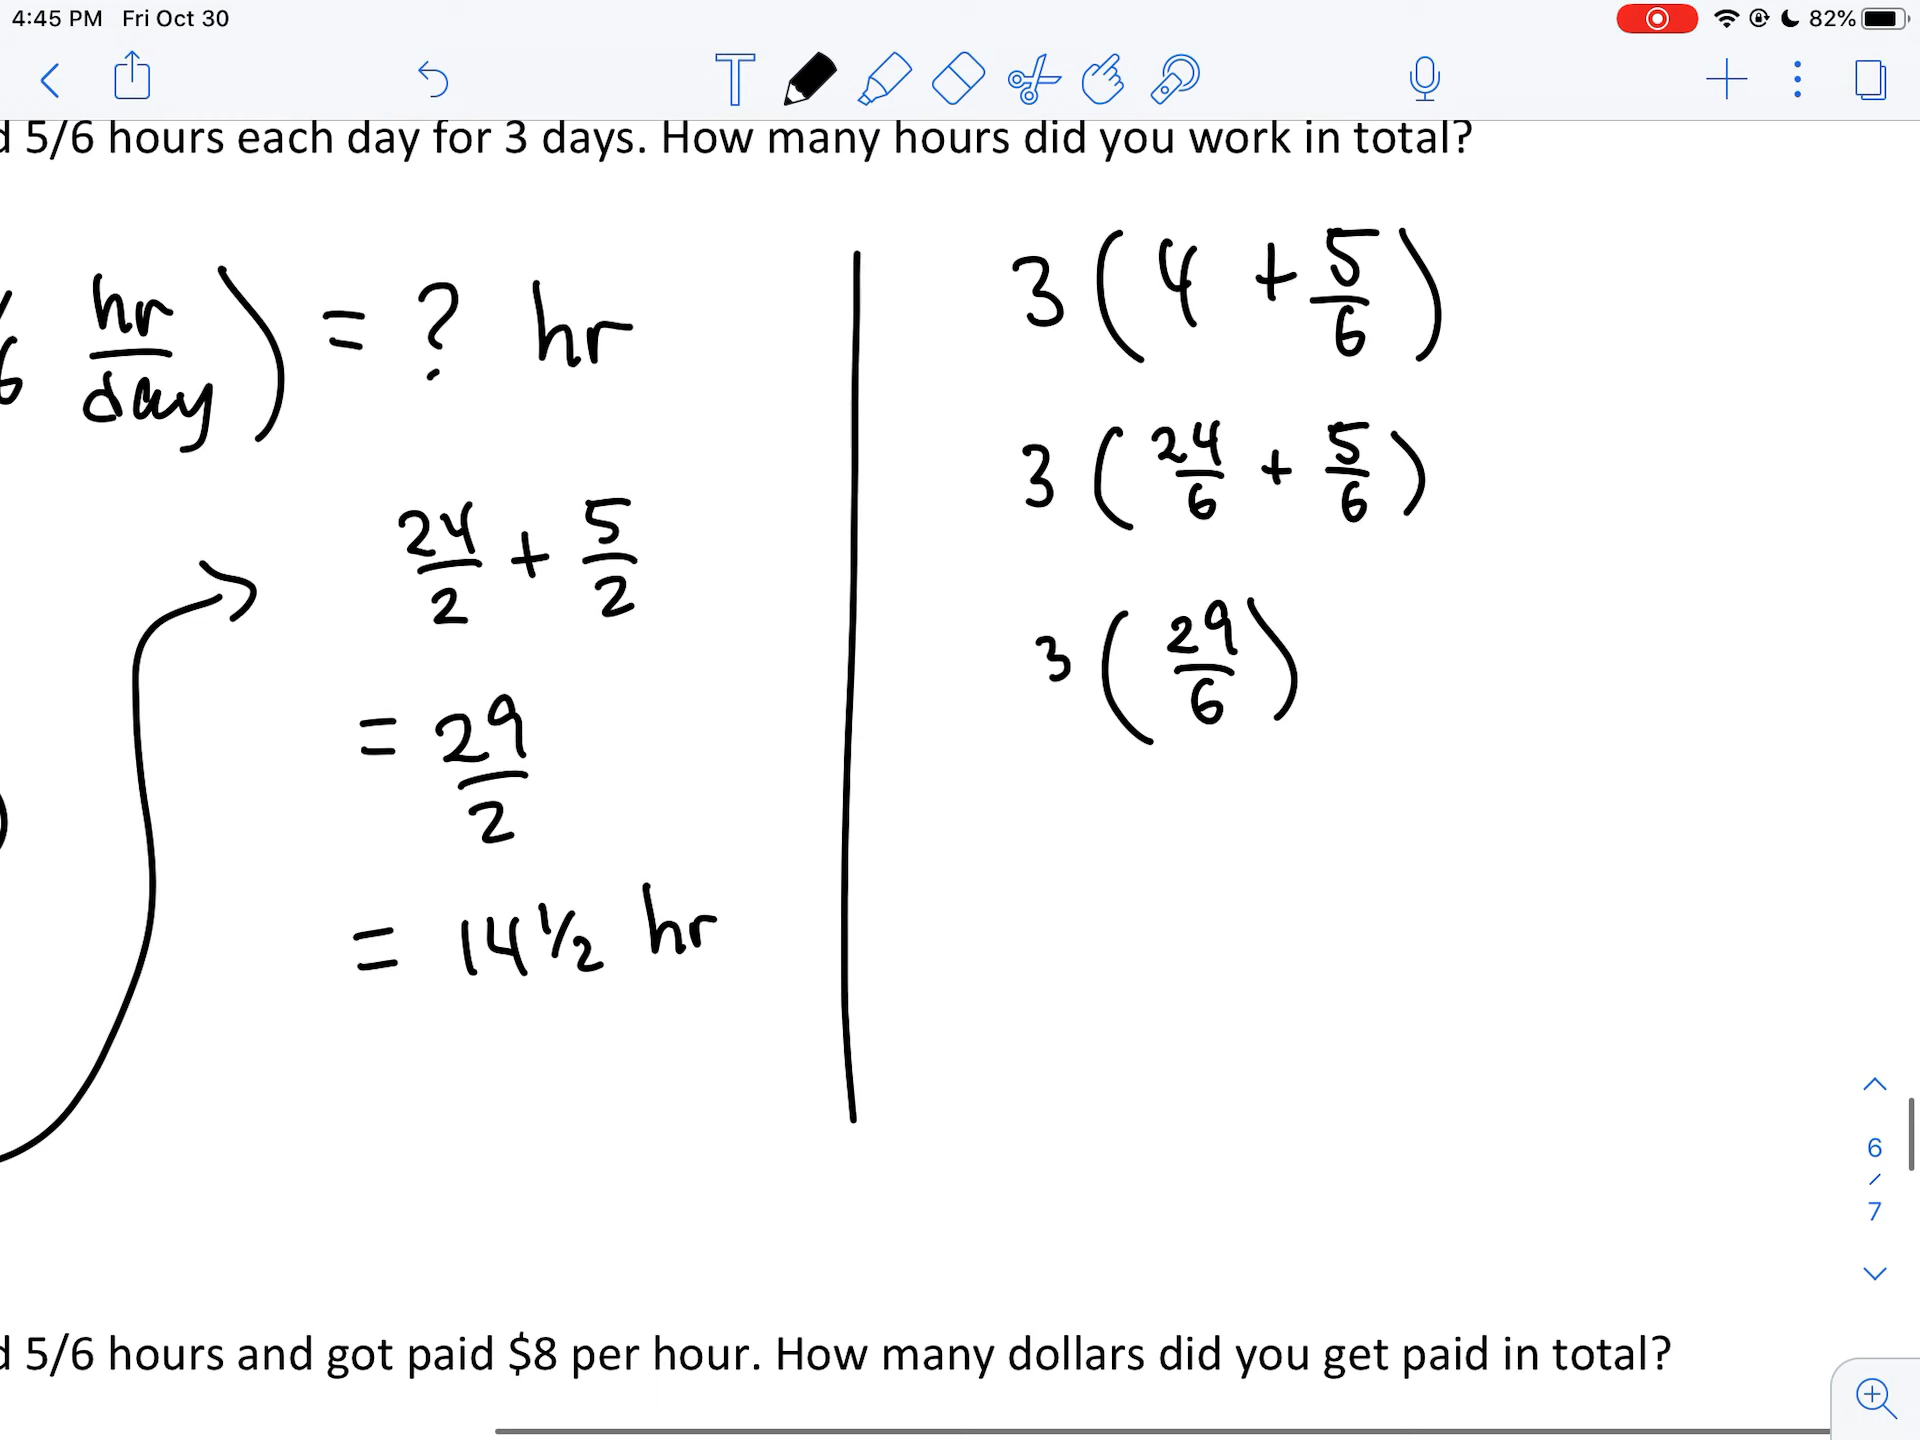 4:45 PM Fri Oct 30
82%
T
d 5/6 hours each day for 3 days. How many hours did you work in total?
hr/day ) = ? hr
24/2 + 5/2
= 29/2
= 14 1/2 hr
3 ( 4 + 5/6 )
3 ( 24/6 + 5/6 )
3 ( 29/6 )
6
/
7
d 5/6 hours and got paid $8 per hour. How many dollars did you get paid in total?